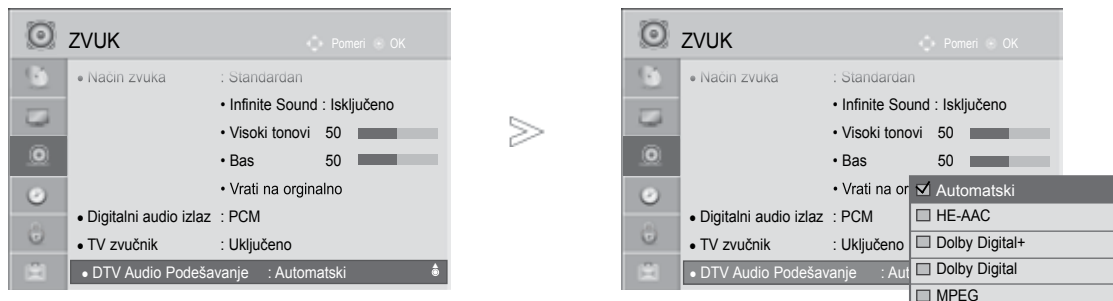 ZVUK
Pomeri OK
• Način zvuka : Standardan
• Infinite Sound : Isključeno
• Visoki tonovi 50
• Bas 50
• Vrati na orginalno
• Digitalni audio izlaz : PCM
• TV zvučnik : Uključeno
• DTV Audio Podešavanje : Automatski
ZVUK
Pomeri OK
• Način zvuka : Standardan
• Infinite Sound : Isključeno
• Visoki tonovi 50
• Bas 50
• Vrati na or
• Digitalni audio izlaz : PCM
• TV zvučnik : Uključeno
• DTV Audio Podešavanje : Aut
Automatski
HE-AAC
Dolby Digital+
Dolby Digital
MPEG